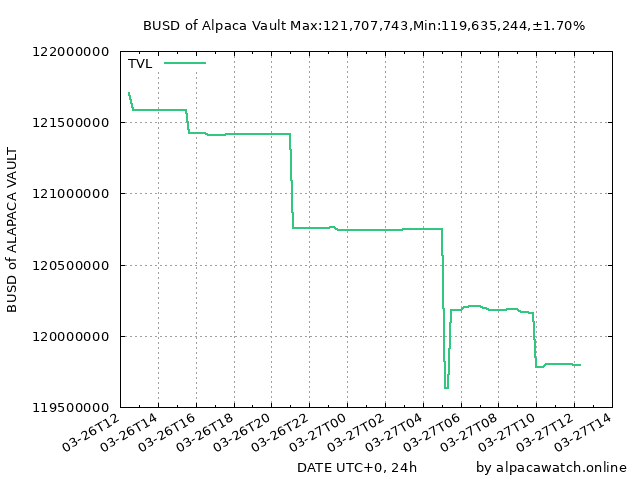 BUSD of Alpaca Vault Max:121,707,743,Min:119,635,244,±1.70%
TVL
BUSD of ALAPACA VAULT
122000000
121500000
121000000
120500000
120000000
119500000
03-26T12
03-26T14
03-26T16
03-26T18
03-26T20
03-26T22
03-27T00
03-27T02
03-27T04
03-27T06
03-27T08
03-27T10
03-27T12
03-27T14
DATE UTC+0, 24h
by alpacawatch.online